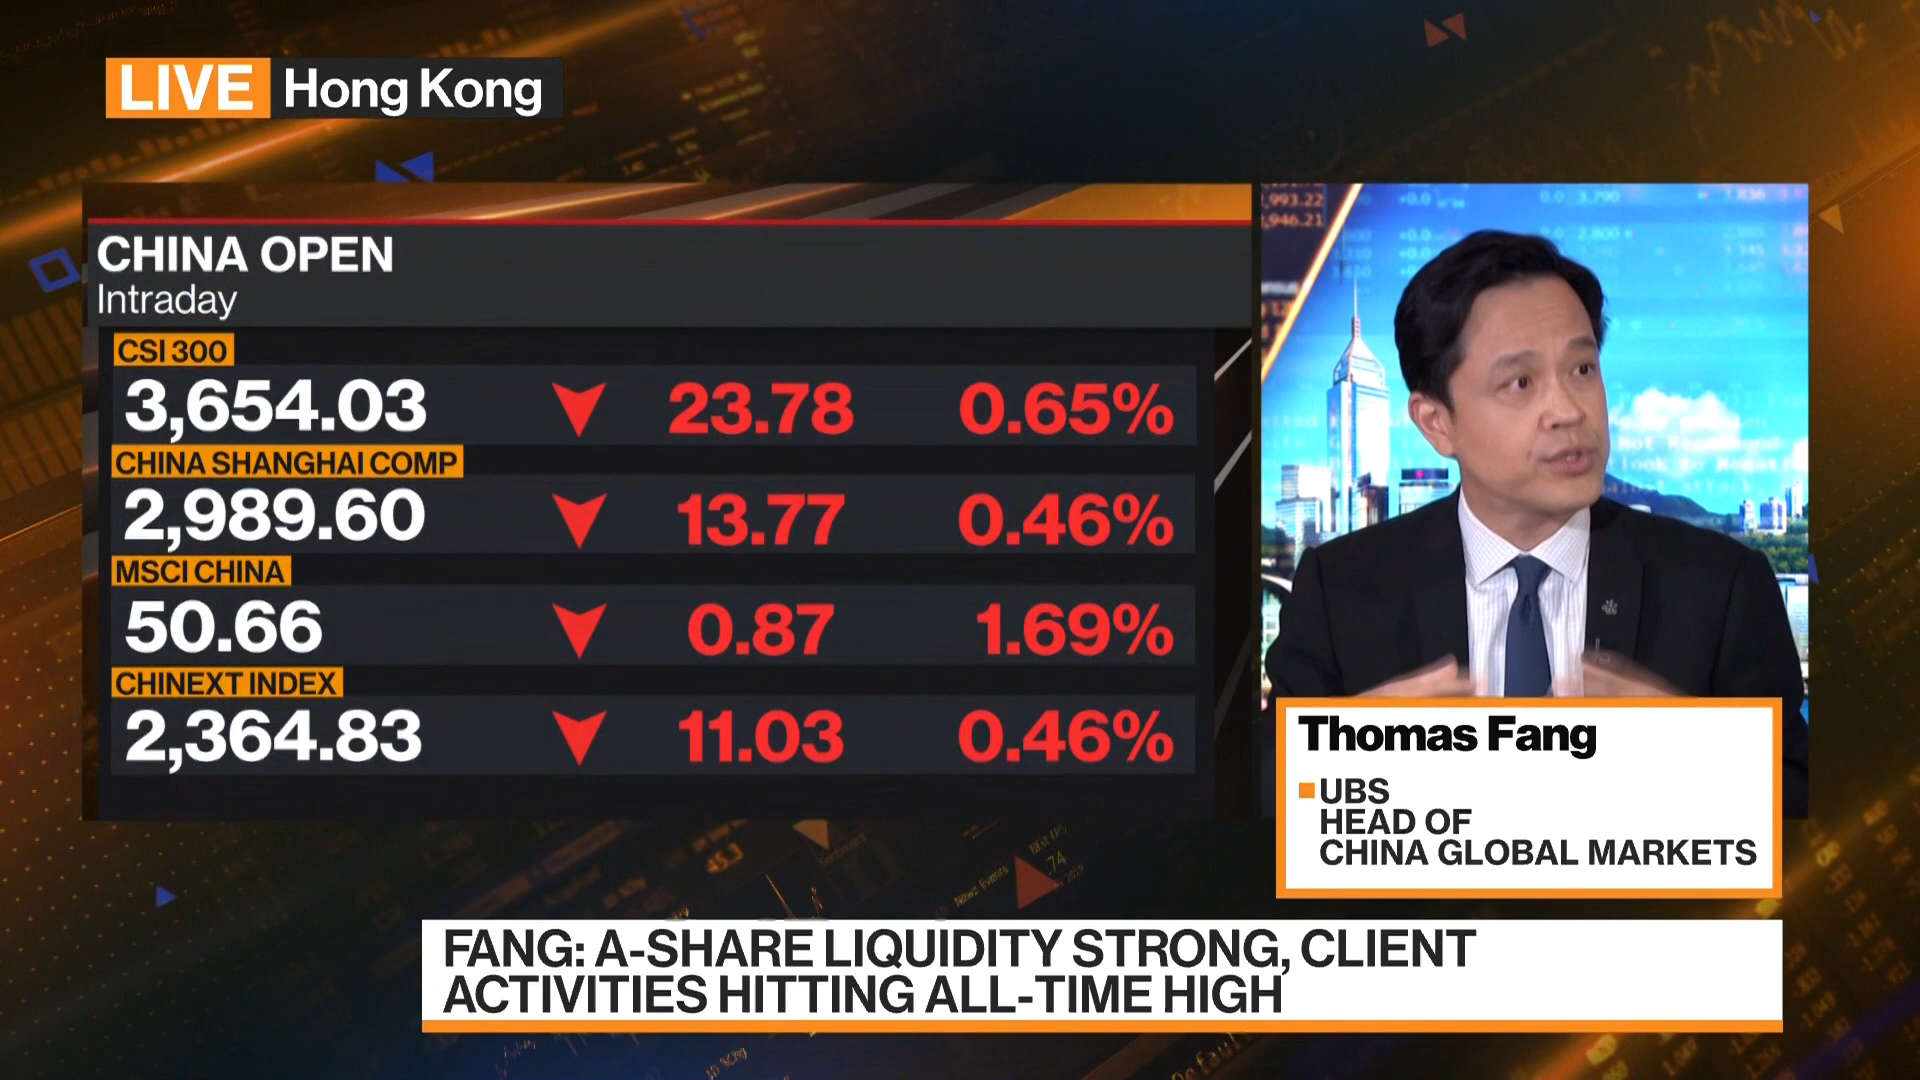 LIVE Hong Kong
CHINA OPEN
Intraday
CSI 300
3,654.03 23.78 0.65%
CHINA SHANGHAI COMP
2,989.60 13.77 0.46%
MSCI CHINA
50.66 0.87 1.69%
CHINEXT INDEX
2,364.83 11.03 0.46%
Thomas Fang
UBS
HEAD OF
CHINA GLOBAL MARKETS
FANG: A-SHARE LIQUIDITY STRONG, CLIENT
ACTIVITIES HITTING ALL-TIME HIGH